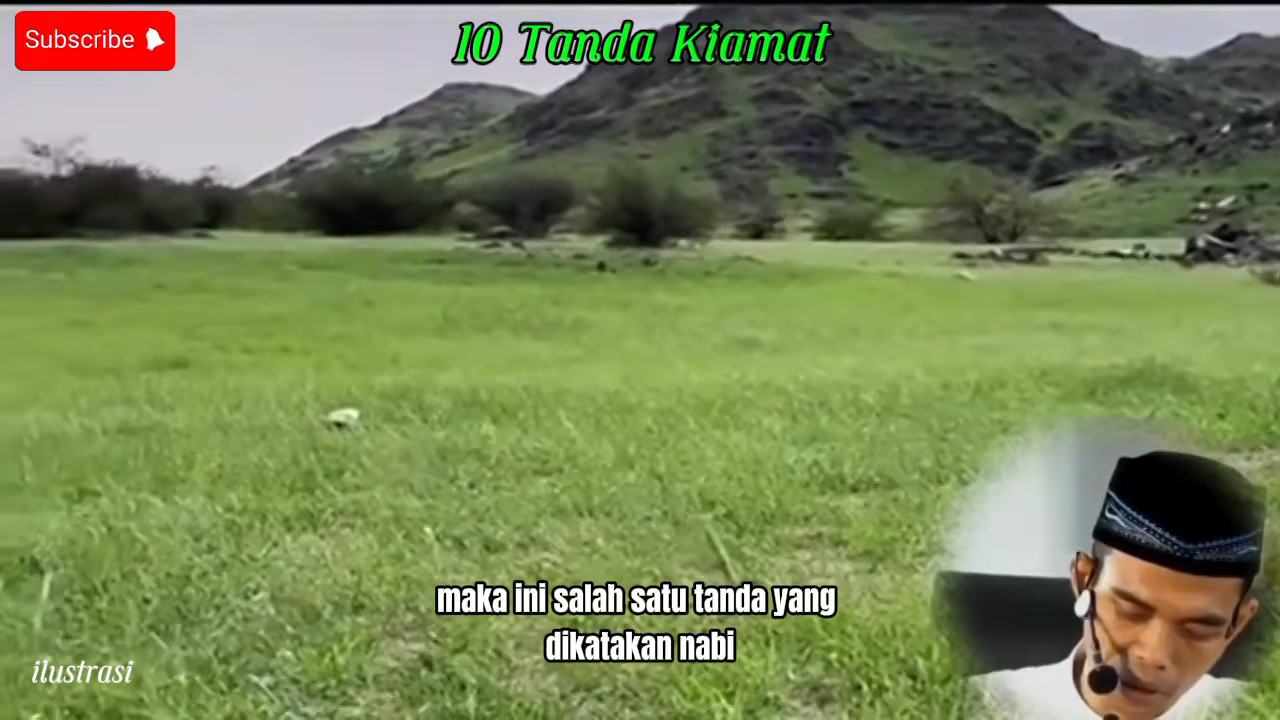 Subscribe
10 Tanda Kiamat
maka ini salah satu tanda yang
dikatakan nabi
ilustrasi